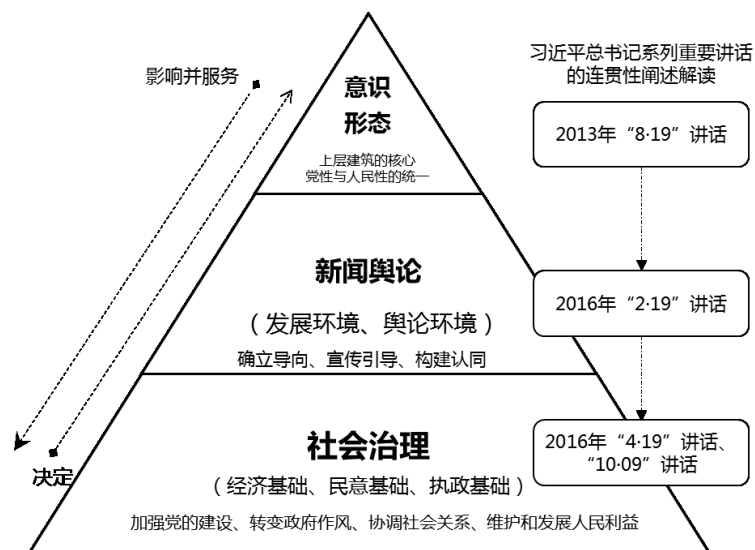 影响并服务
意识
形态
上层建筑的核心
党性与人民性的统一
新闻舆论
（发展环境、舆论环境）
确立导向、宣传引导、构建认同
决定
社会治理
（经济基础、民意基础、执政基础）
加强党的建设、转变政府作风、协调社会关系、维护和发展人民利益
习近平总书记系列重要讲话
的连贯性阐述解读
2013年“8·19”讲话
2016年“2·19”讲话
2016年“4·19”讲话、
“10·09”讲话